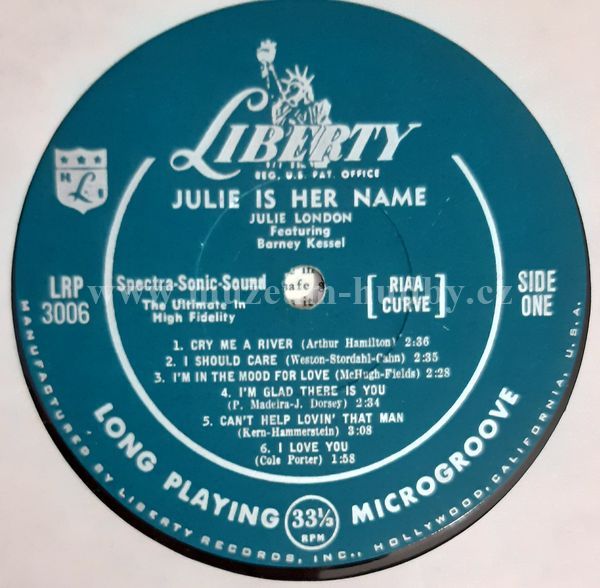 LIBERTY
REG. U.S. PAT. OFFICE
JULIE IS HER NAME
JULIE LONDON
Featuring
Barney Kessel
LRP
3006
Spectra-Sonic-Sound
The Ultimate In
High Fidelity
[RIAA
CURVE]
SIDE
ONE
www.muzeum-hudby.cz
1. CRY ME A RIVER (Arthur Hamilton) 2:36
2. I SHOULD CARE (Weston-Stordahl-Cahn) 2:35
3. I'M IN THE MOOD FOR LOVE (McHugh-Fields) 2:28
4. I'M GLAD THERE IS YOU
(P. Madeira-J. Dorsey) 2:34
5. CAN'T HELP LOVIN' THAT MAN
(Kern-Hammerstein) 3:08
6. I LOVE YOU
(Cole Porter) 1:58
LONG PLAYING 33⅓ RPM MICROGROOVE
MANUFACTURED BY LIBERTY RECORDS, INC., HOLLYWOOD, CALIFORNIA, U.S.A.